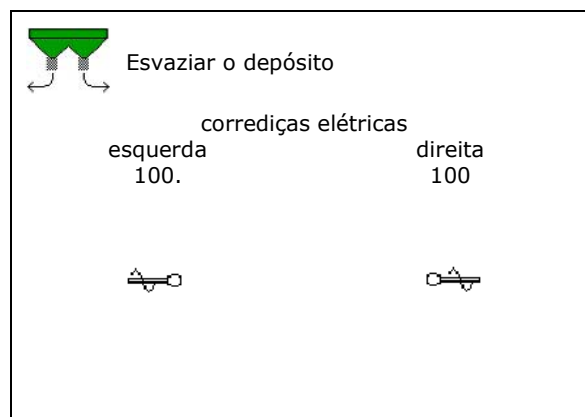 Esvaziar o depósito
corrediças elétricas
esquerda direita
100. 100